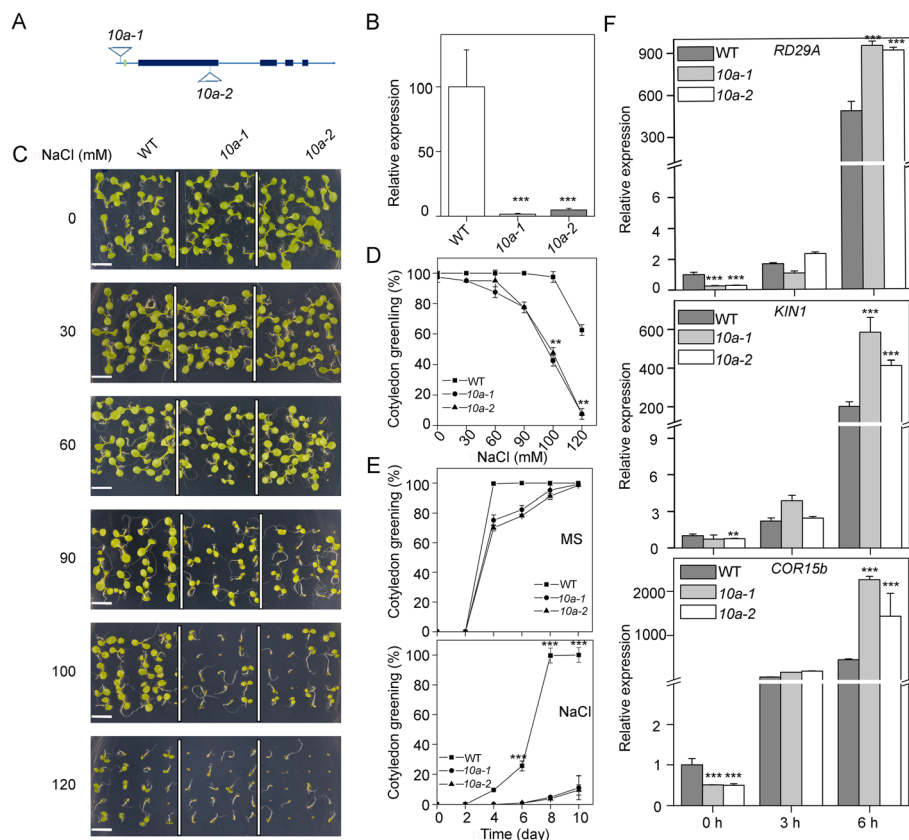 A
10a-1
10a-2
B
Relative expression
100
50
0
***
***
WT
10a-1
10a-2
C
NaCl (mM)
WT
10a-1
10a-2
0
30
60
90
100
120
D
Cotyledon greenling (%)
100
80
60
40
20
0
**
**
WT
10a-1
10a-2
0
30
60
90
100
120
NaCl (mM)
E
Cotyledon greening (%)
100
80
60
40
20
0
MS
WT
10a-1
10a-2
Cotyledon greening (%)
100
80
60
40
20
0
***
***
***
NaCl
WT
10a-1
10a-2
0
2
4
6
8
10
Time (day)
F
Relative expression
900
600
300
6
4
2
0
WT
10a-1
10a-2
RD29A
***
***
***
***
Relative expression
600
400
200
9
6
3
0
WT
10a-1
10a-2
KIN1
**
***
***
Relative expression
2000
1000
2
1
0
WT
10a-1
10a-2
COR15b
***
***
***
***
0 h
3 h
6 h